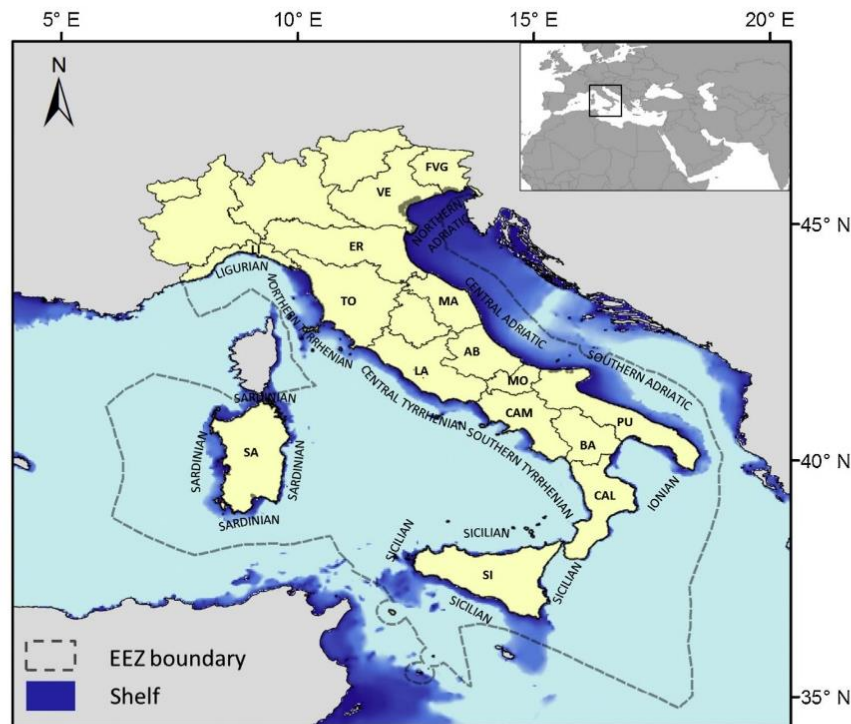 5° E 10° E 15° E 20° E
N
FVG
VE
45° N
NORTHERN
ADRIATIC
ER
LI
LIGURIAN
NORTHERN TYRRHENIAN
TO
MA
CENTRAL ADRIATIC
AB
SOUTHERN ADRIATIC
LA
MO
SARDINIAN
CENTRAL TYRRHENIAN
CAM
PU
SOUTHERN TYRRHENIAN
BA
SA
SARDINIAN
SARDINIAN
40° N
CAL
IONIAN
SARDINIAN
SICILIAN
SICILIAN
SI
SICILIAN
SICILIAN
EEZ boundary
Shelf
35° N